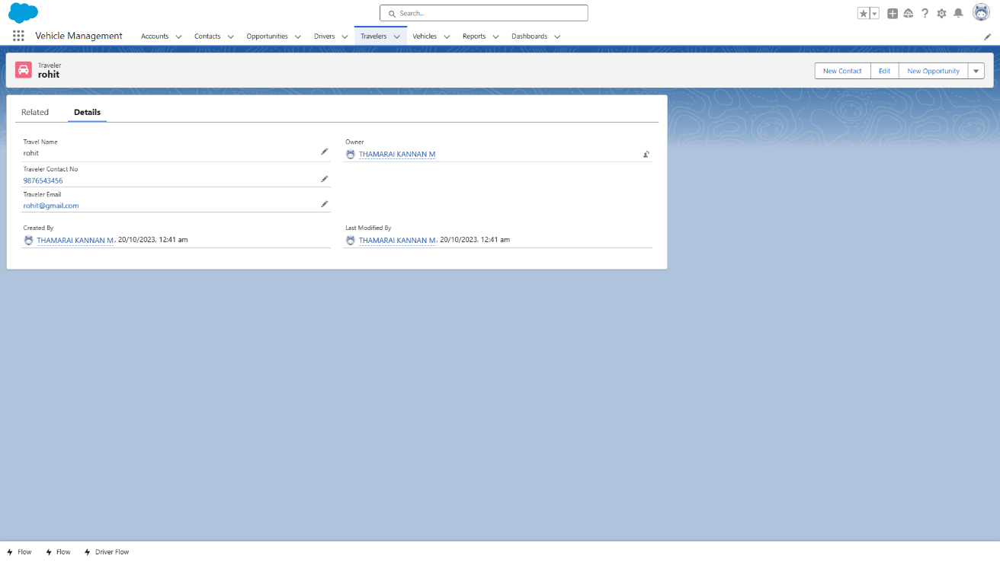 Search...
Vehicle Management Accounts Contacts Opportunities Drivers Travelers Vehicles Reports Dashboards
Traveler
rohit
New Contact Edit New Opportunity
Related Details
Travel Name
rohit
Owner
THAMARAI KANNAN M
Traveler Contact No
9876543456
Traveler Email
rohit@gmail.com
Created By
THAMARAI KANNAN M, 20/10/2023, 12:41 am
Last Modified By
THAMARAI KANNAN M, 20/10/2023, 12:41 am
Flow Flow Driver Flow